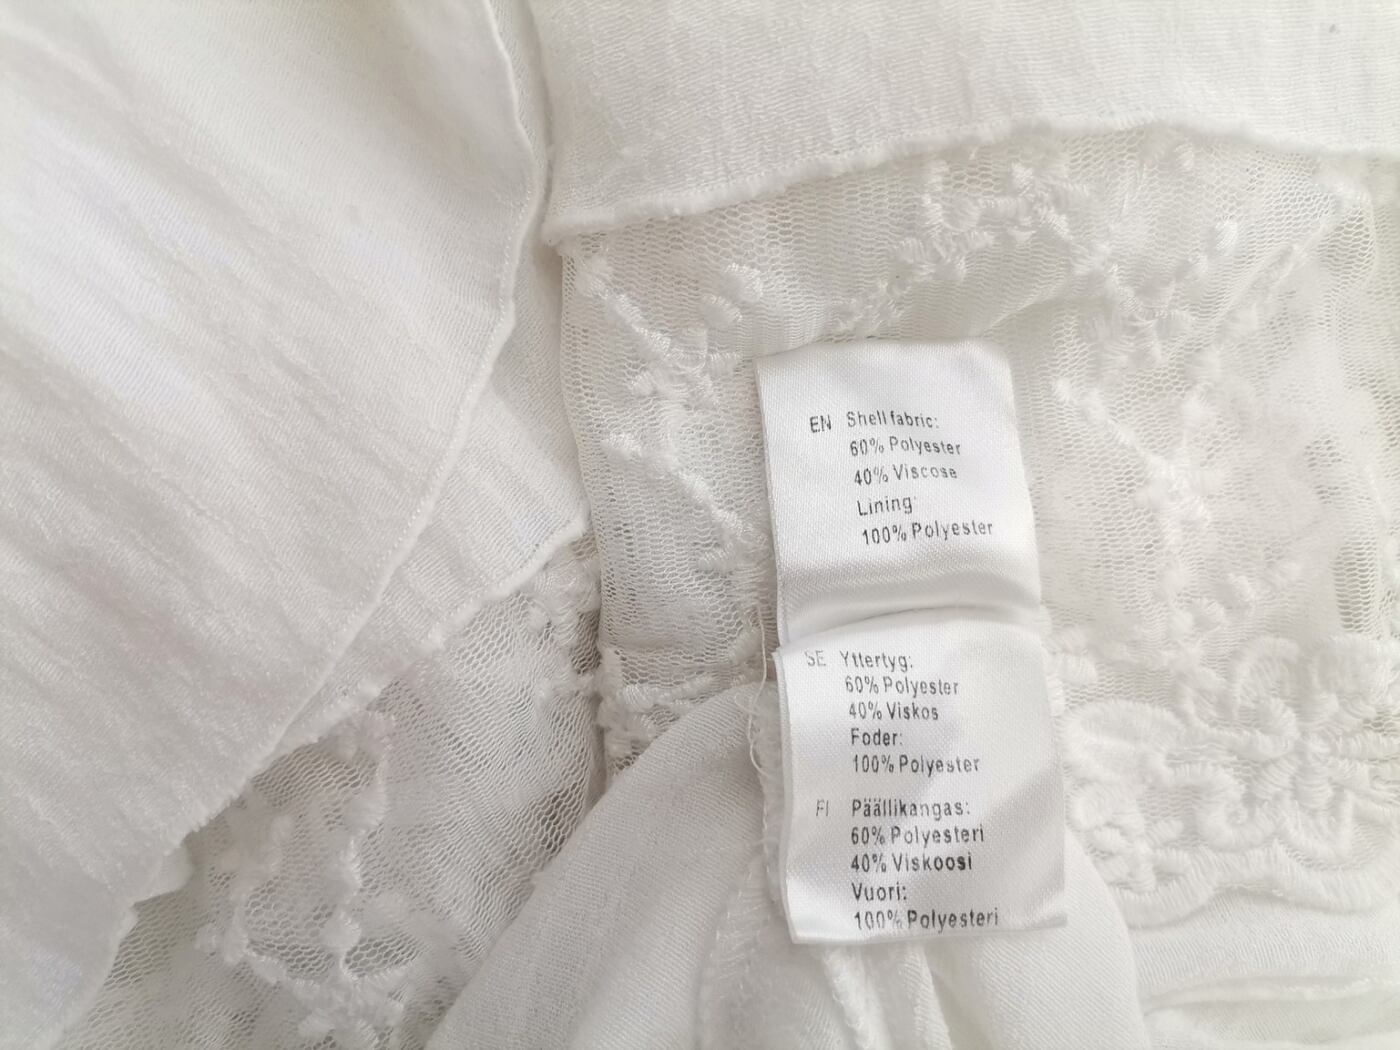 EN Shell fabric:
60% Polyester
40% Viscose
Lining:
100% Polyester
SE Yttertyg:
60% Polyester
40% Viskos
Foder:
100% Polyester
FI Päällikangas:
60% Polyesteri
40% Viskoosi
Vuori:
100% Polyesteri